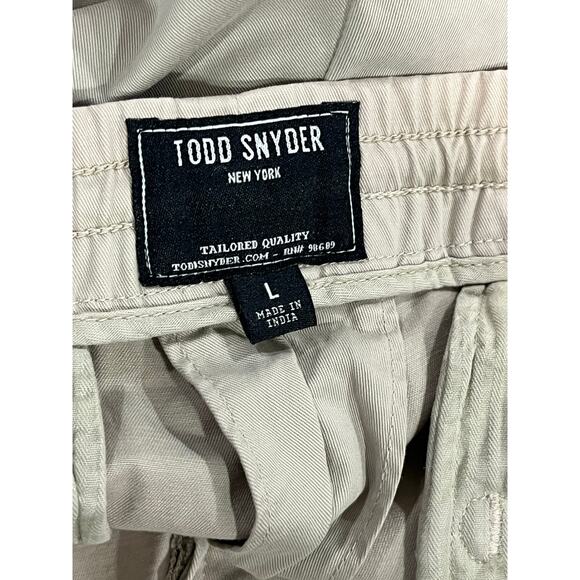 TODD SNYDER
NEW YORK
TAILORED QUALITY
TODDSNYDER.COM - RN# 98689
L
MADE IN
INDIA